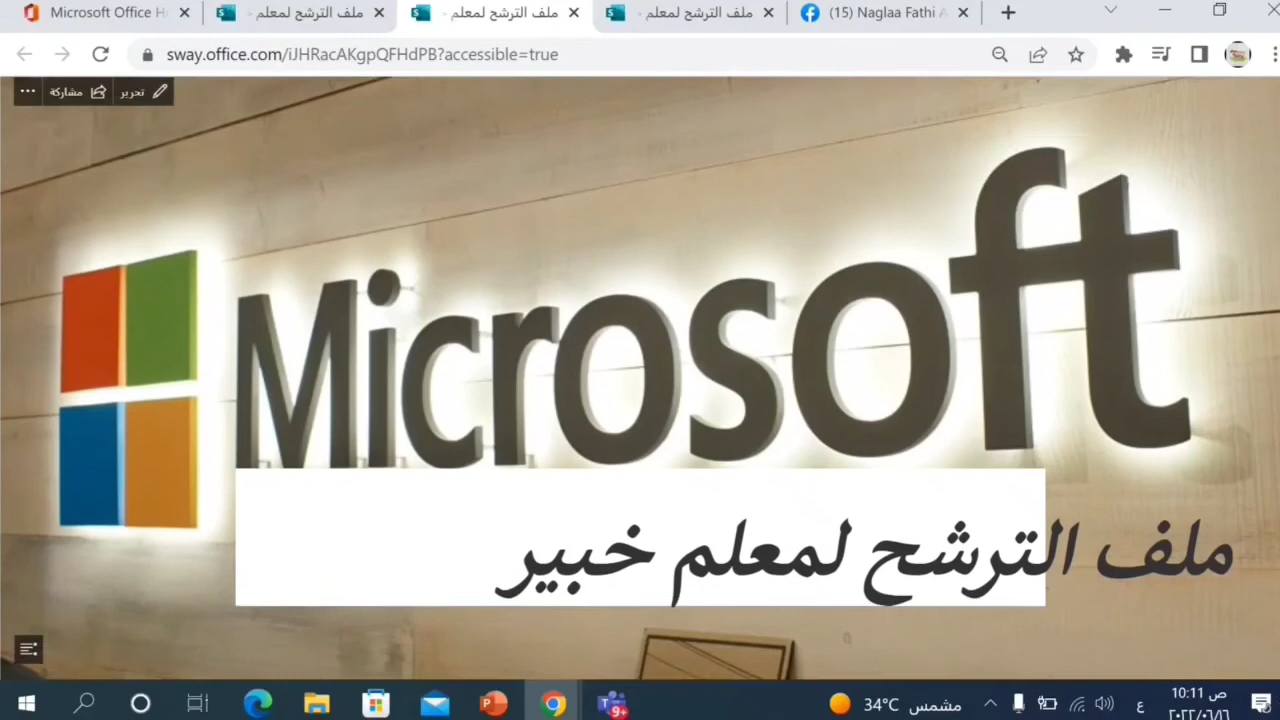 Microsoft Office H
ملف الترشح لمعلم -
ملف الترشح لمعلم -
ملف الترشح لمعلم -
(15) Naglaa Fathi A
sway.office.com/iJHRacAKgpQFHdPB?accessible=true
تحرير
مشاركة
Microsoft
ملف الترشح لمعلم خبير
مشمس 34°C
ع
10:11 ص
9+